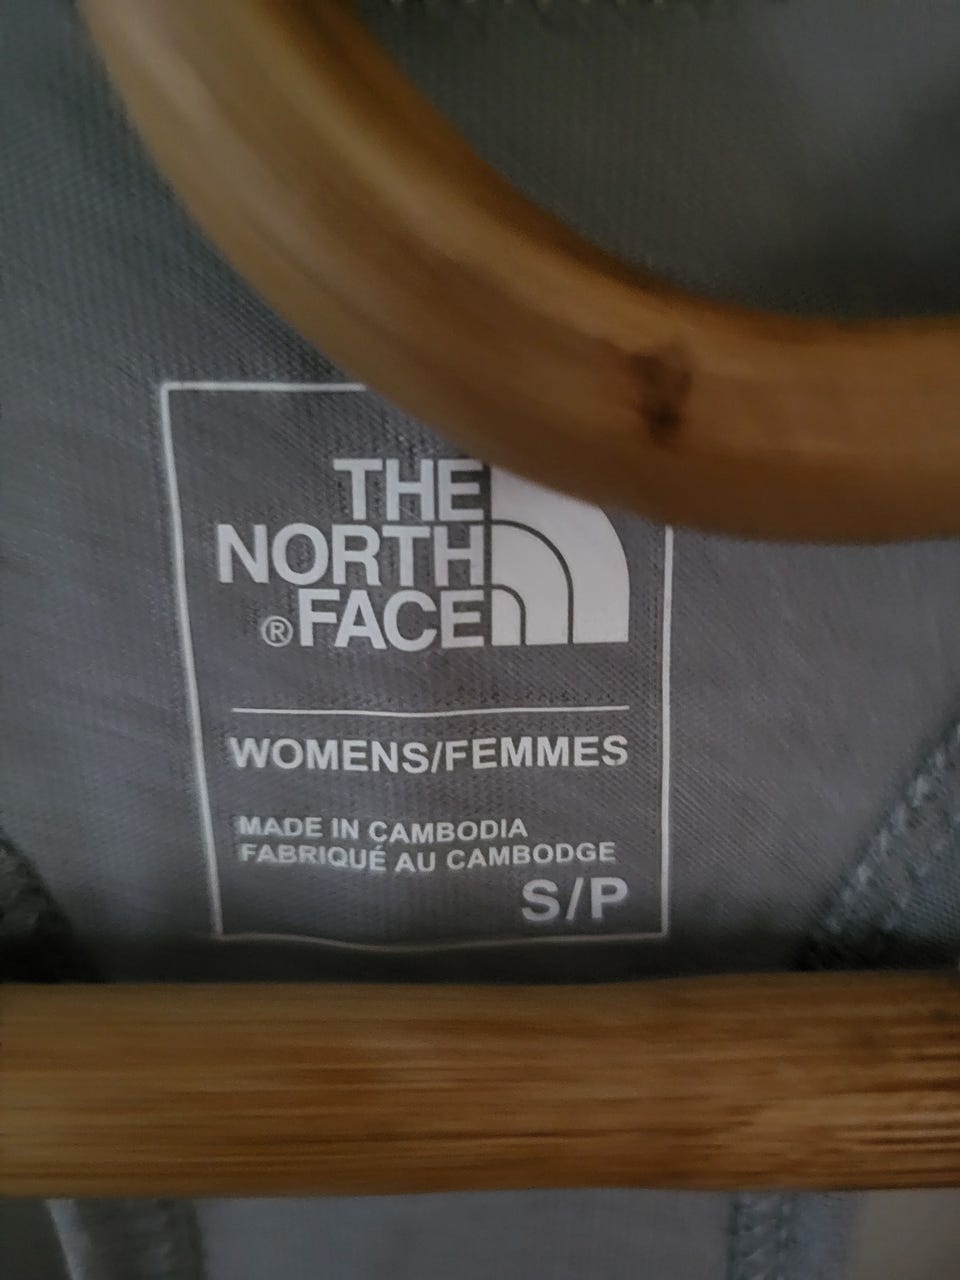 THE
NORTH
®FACE
WOMENS/FEMMES
MADE IN CAMBODIA
FABRIQUÉ AU CAMBODGE
S/P